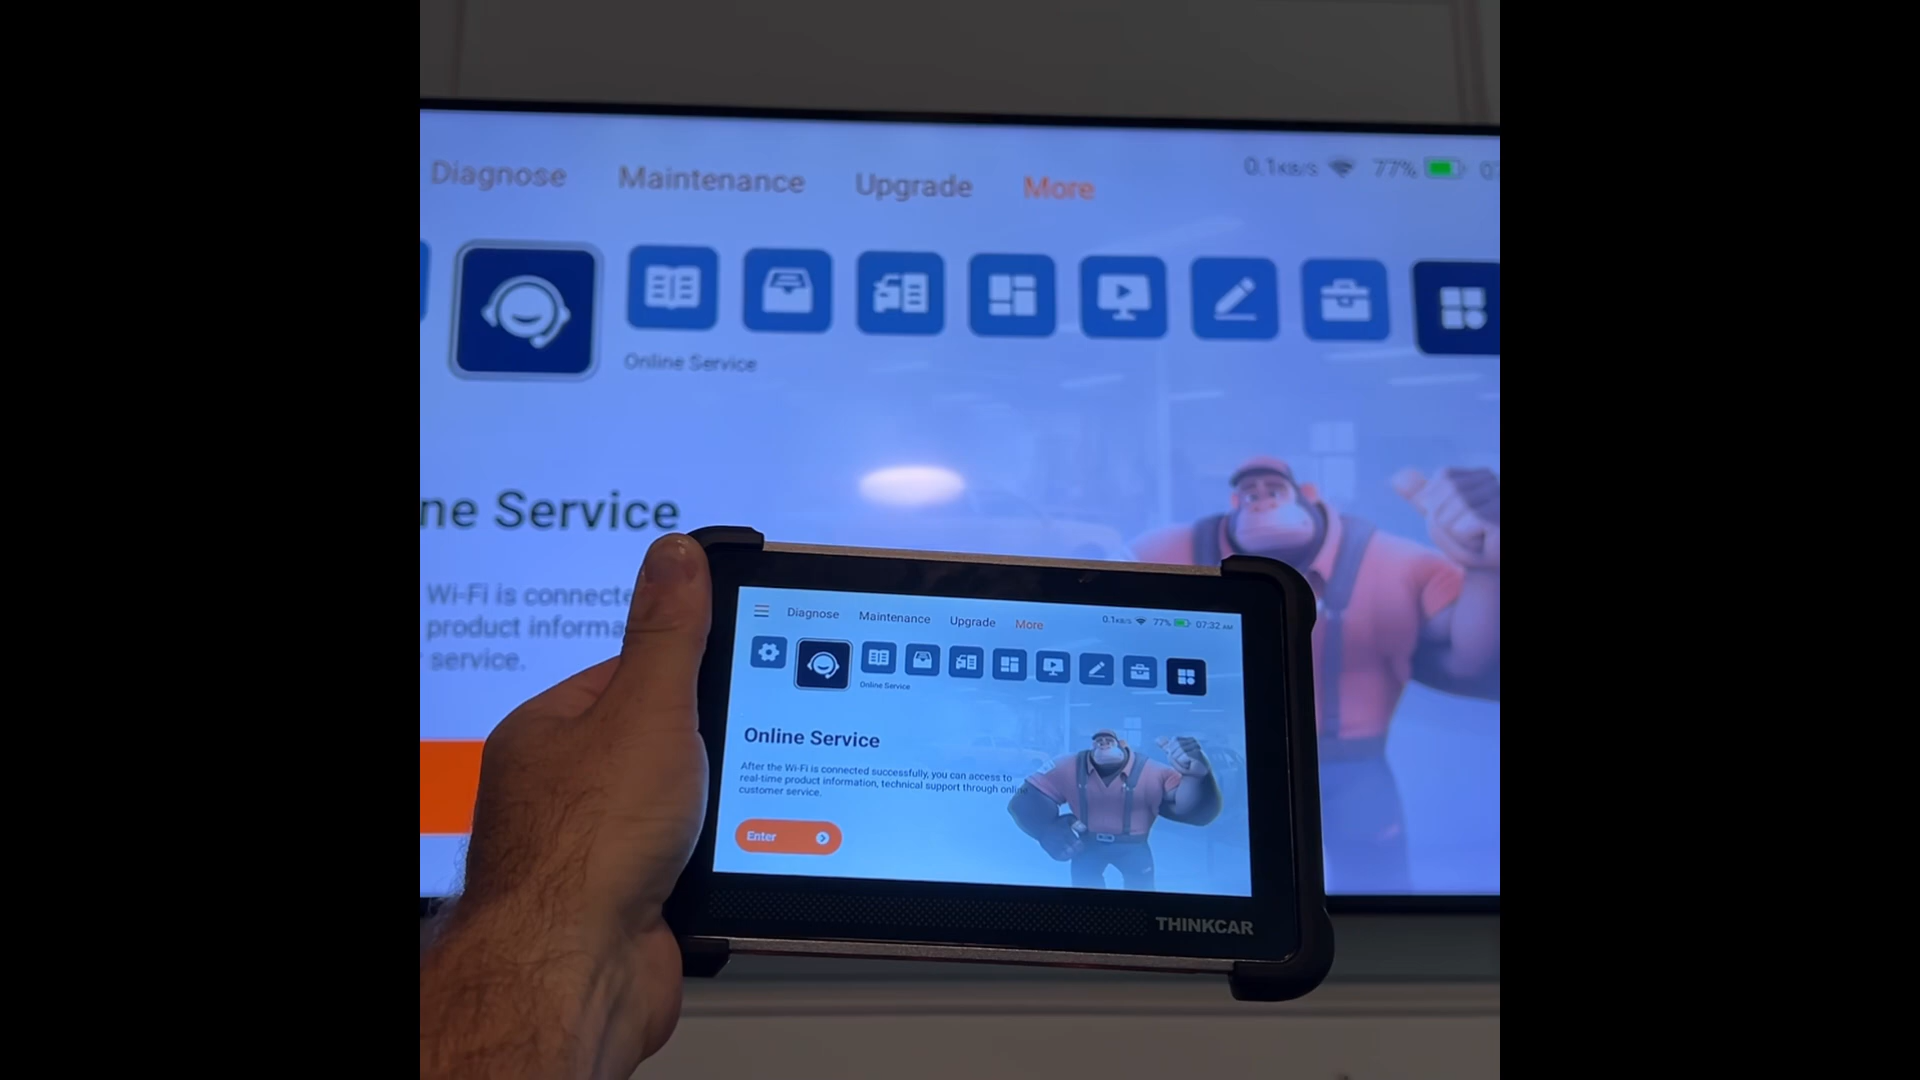 Diagnose Maintenance Upgrade More 0.1KB/S 77%
Online Service
ne Service
Wi-Fi is connecte
product informa
service.
Diagnose Maintenance Upgrade More 0.1KB/S 77% 07:32 AM
Online Service
Online Service
After the Wi-Fi is connected successfully, you can access to
real-time product information, technical support through online
customer service.
Enter
THINKCAR